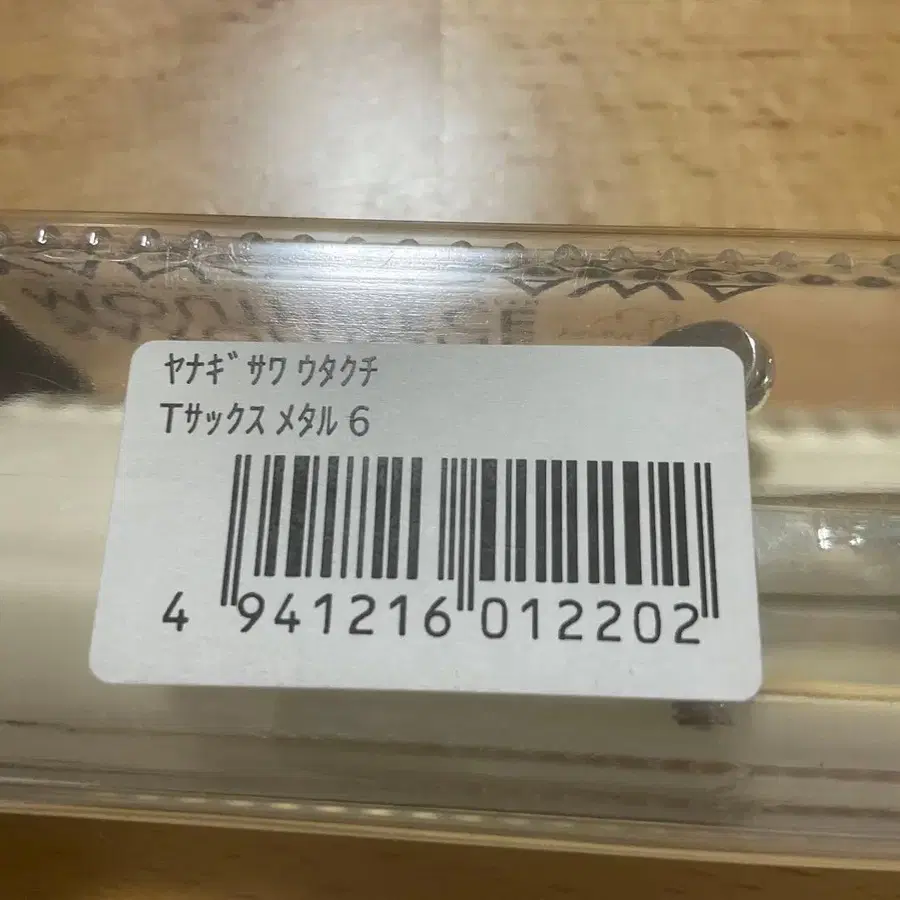 ﾔﾅｷﾞｻﾜ ｳﾀｸﾁ
Tｻｯｸｽ ﾒﾀﾙ 6
4 941216 012202